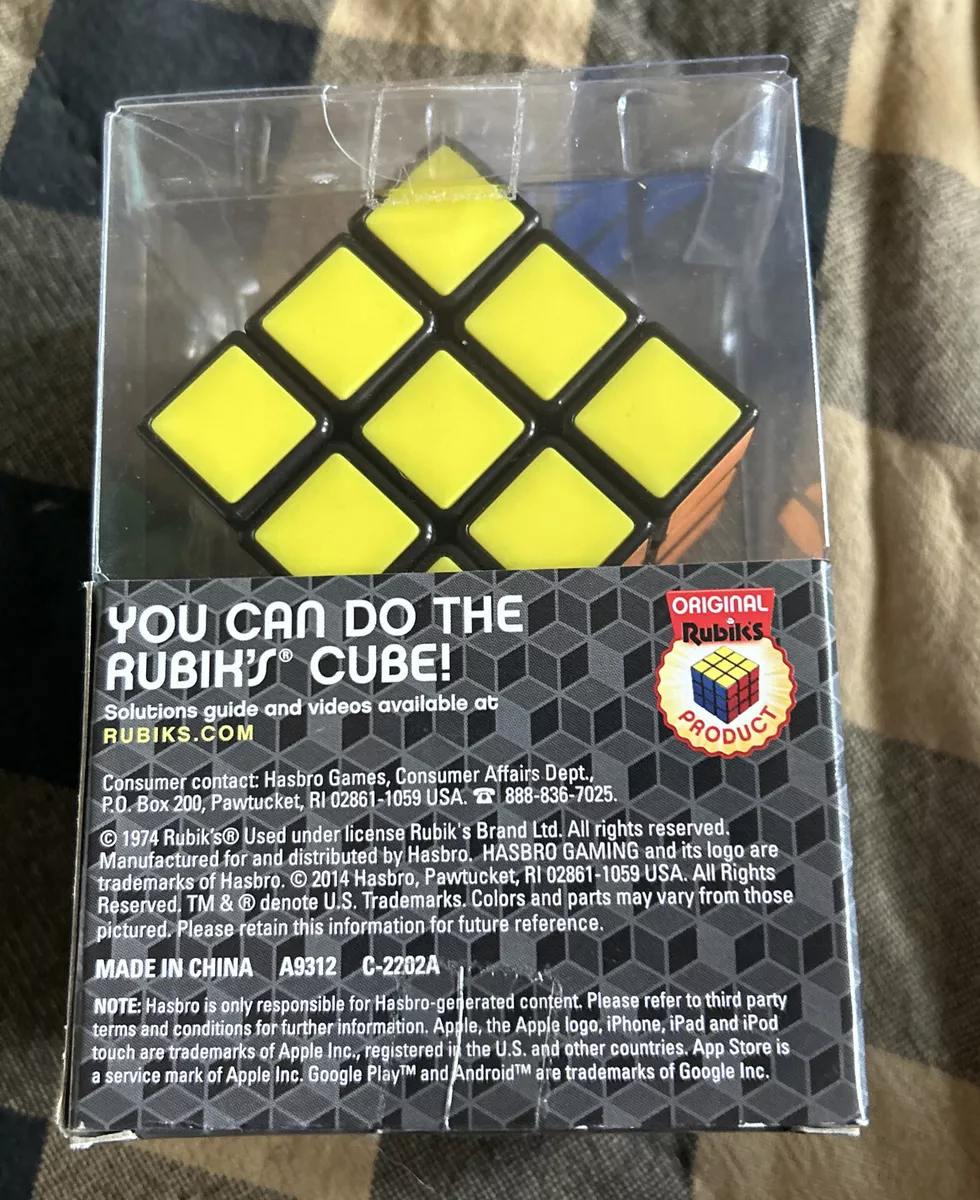 YOU CAN DO THE
RUBIK'S® CUBE!
Solutions guide and videos available at
RUBIKS.COM
ORIGINAL
Rubik's
PRODUCT
Consumer contact: Hasbro Games, Consumer Affairs Dept.,
P.O. Box 200, Pawtucket, RI 02861-1059 USA. ☎ 888-836-7025.
© 1974 Rubik's® Used under license Rubik's Brand Ltd. All rights reserved.
Manufactured for and distributed by Hasbro. HASBRO GAMING and its logo are
trademarks of Hasbro. © 2014 Hasbro, Pawtucket, RI 02861-1059 USA. All Rights
Reserved. TM & ® denote U.S. Trademarks. Colors and parts may vary from those
pictured. Please retain this information for future reference.
MADE IN CHINA A9312 C-2202A
NOTE: Hasbro is only responsible for Hasbro-generated content. Please refer to third party
terms and conditions for further information. Apple, the Apple logo, iPhone, iPad and iPod
touch are trademarks of Apple Inc., registered in the U.S. and other countries. App Store is
a service mark of Apple Inc. Google Play™ and Android™ are trademarks of Google Inc.